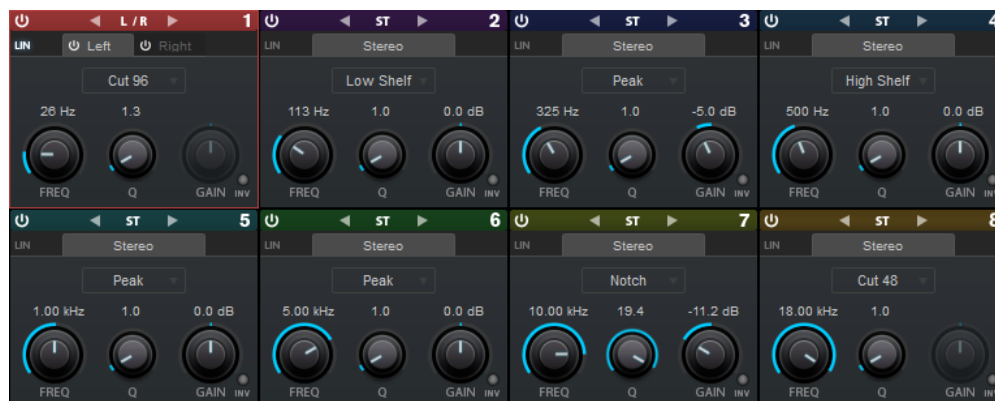 L / R 1 ST 2 ST 3 ST 4
LIN Left Right LIN Stereo LIN Stereo LIN Stereo
Cut 96 Low Shelf Peak High Shelf
26 Hz 1.3 113 Hz 1.0 0.0 dB 325 Hz 1.0 -5.0 dB 500 Hz 1.0 0.0 dB
FREQ Q GAIN INV FREQ Q GAIN INV FREQ Q GAIN INV FREQ Q GAIN INV
ST 5 ST 6 ST 7 ST 8
LIN Stereo LIN Stereo LIN Stereo LIN Stereo
Peak Peak Notch Cut 48
1.00 kHz 1.0 0.0 dB 5.00 kHz 1.0 0.0 dB 10.00 kHz 19.4 -11.2 dB 18.00 kHz 1.0
FREQ Q GAIN INV FREQ Q GAIN INV FREQ Q GAIN INV FREQ Q GAIN INV